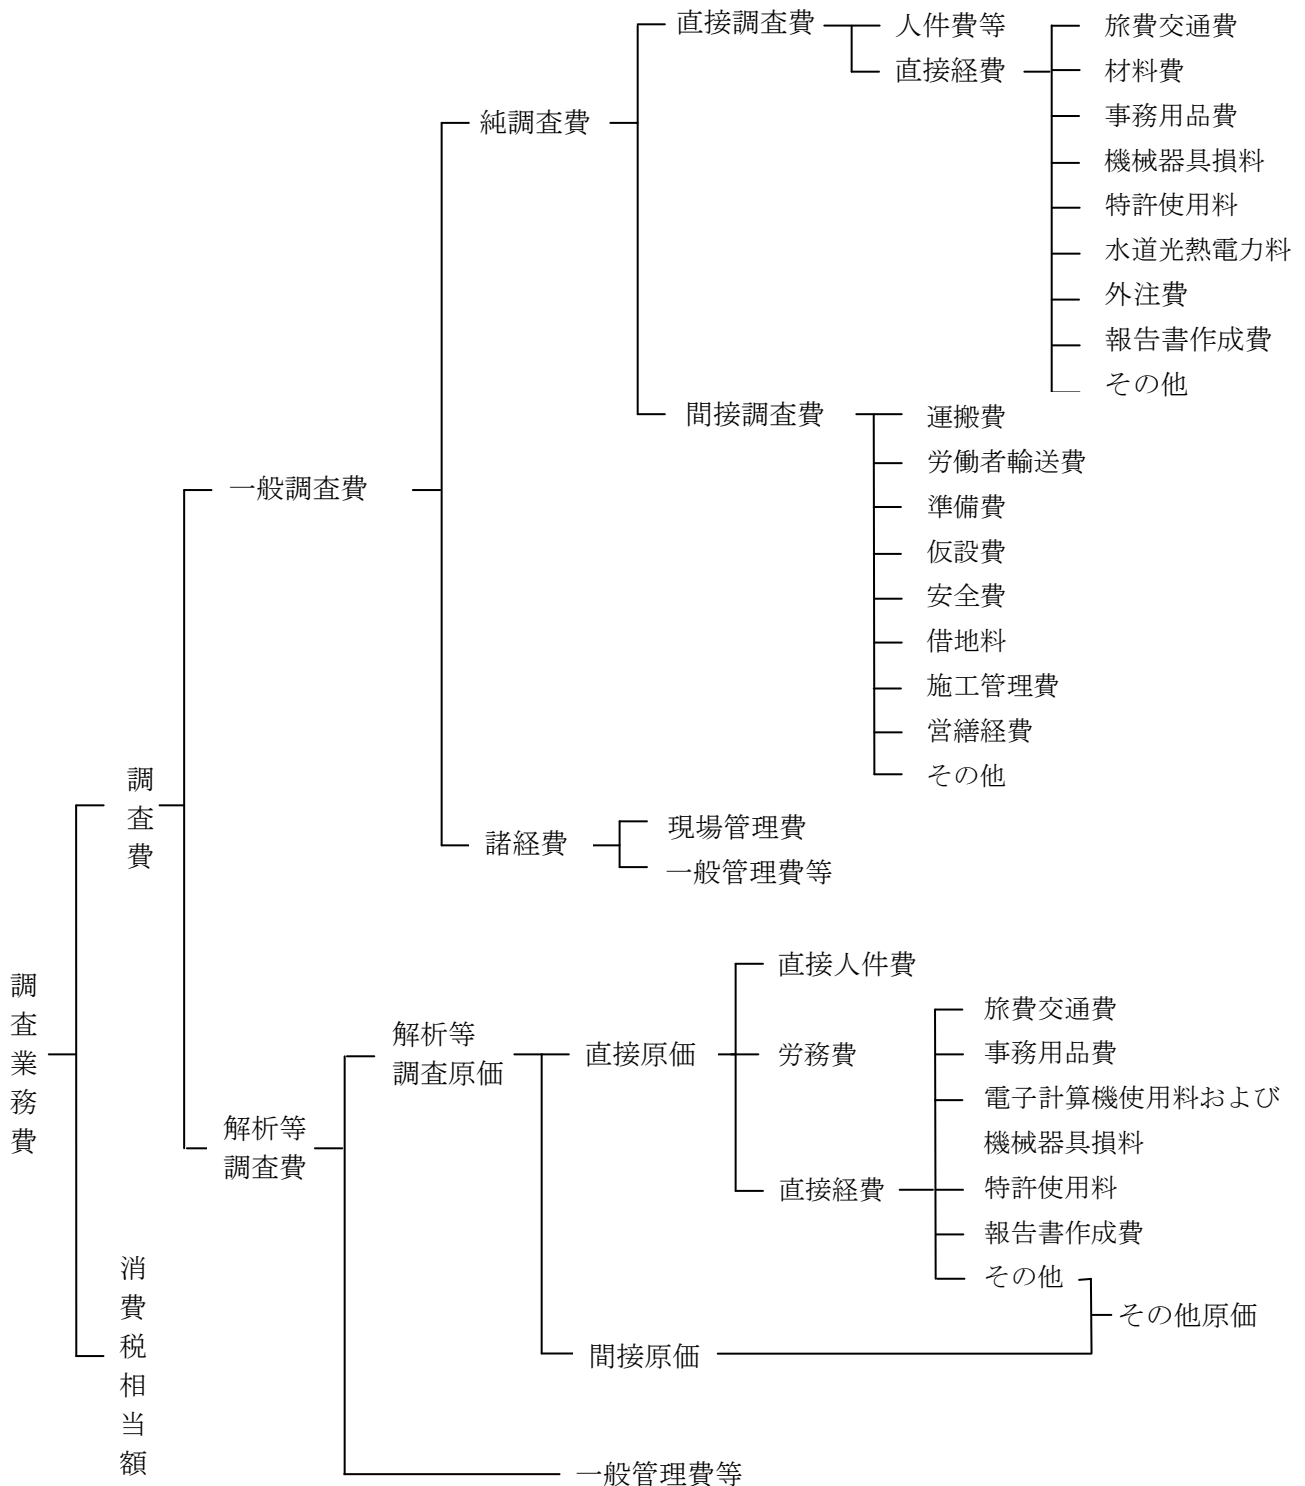 直接調査費
人件費等
直接経費
旅費交通費
材料費
事務用品費
機械器具損料
特許使用料
水道光熱電力料
外注費
報告書作成費
その他
純調査費
間接調査費
運搬費
労働者輸送費
準備費
仮設費
安全費
借地料
施工管理費
営繕経費
その他
一般調査費
諸経費
現場管理費
一般管理費等
調査費
調査業務費
解析等
調査費
解析等
調査原価
直接原価
直接人件費
労務費
直接経費
旅費交通費
事務用品費
電子計算機使用料および
機械器具損料
特許使用料
報告書作成費
その他
その他原価
間接原価
一般管理費等
消費税相当額